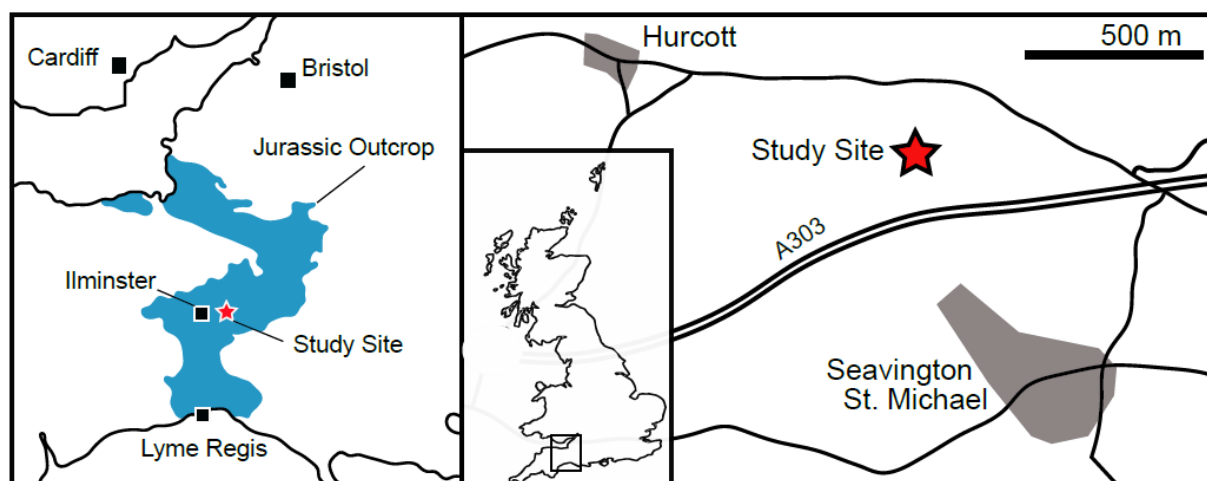 Cardiff
Bristol
Jurassic Outcrop
Ilminster
Study Site
Lyme Regis
Hurcott
500 m
Study Site
A303
Seavington
St. Michael